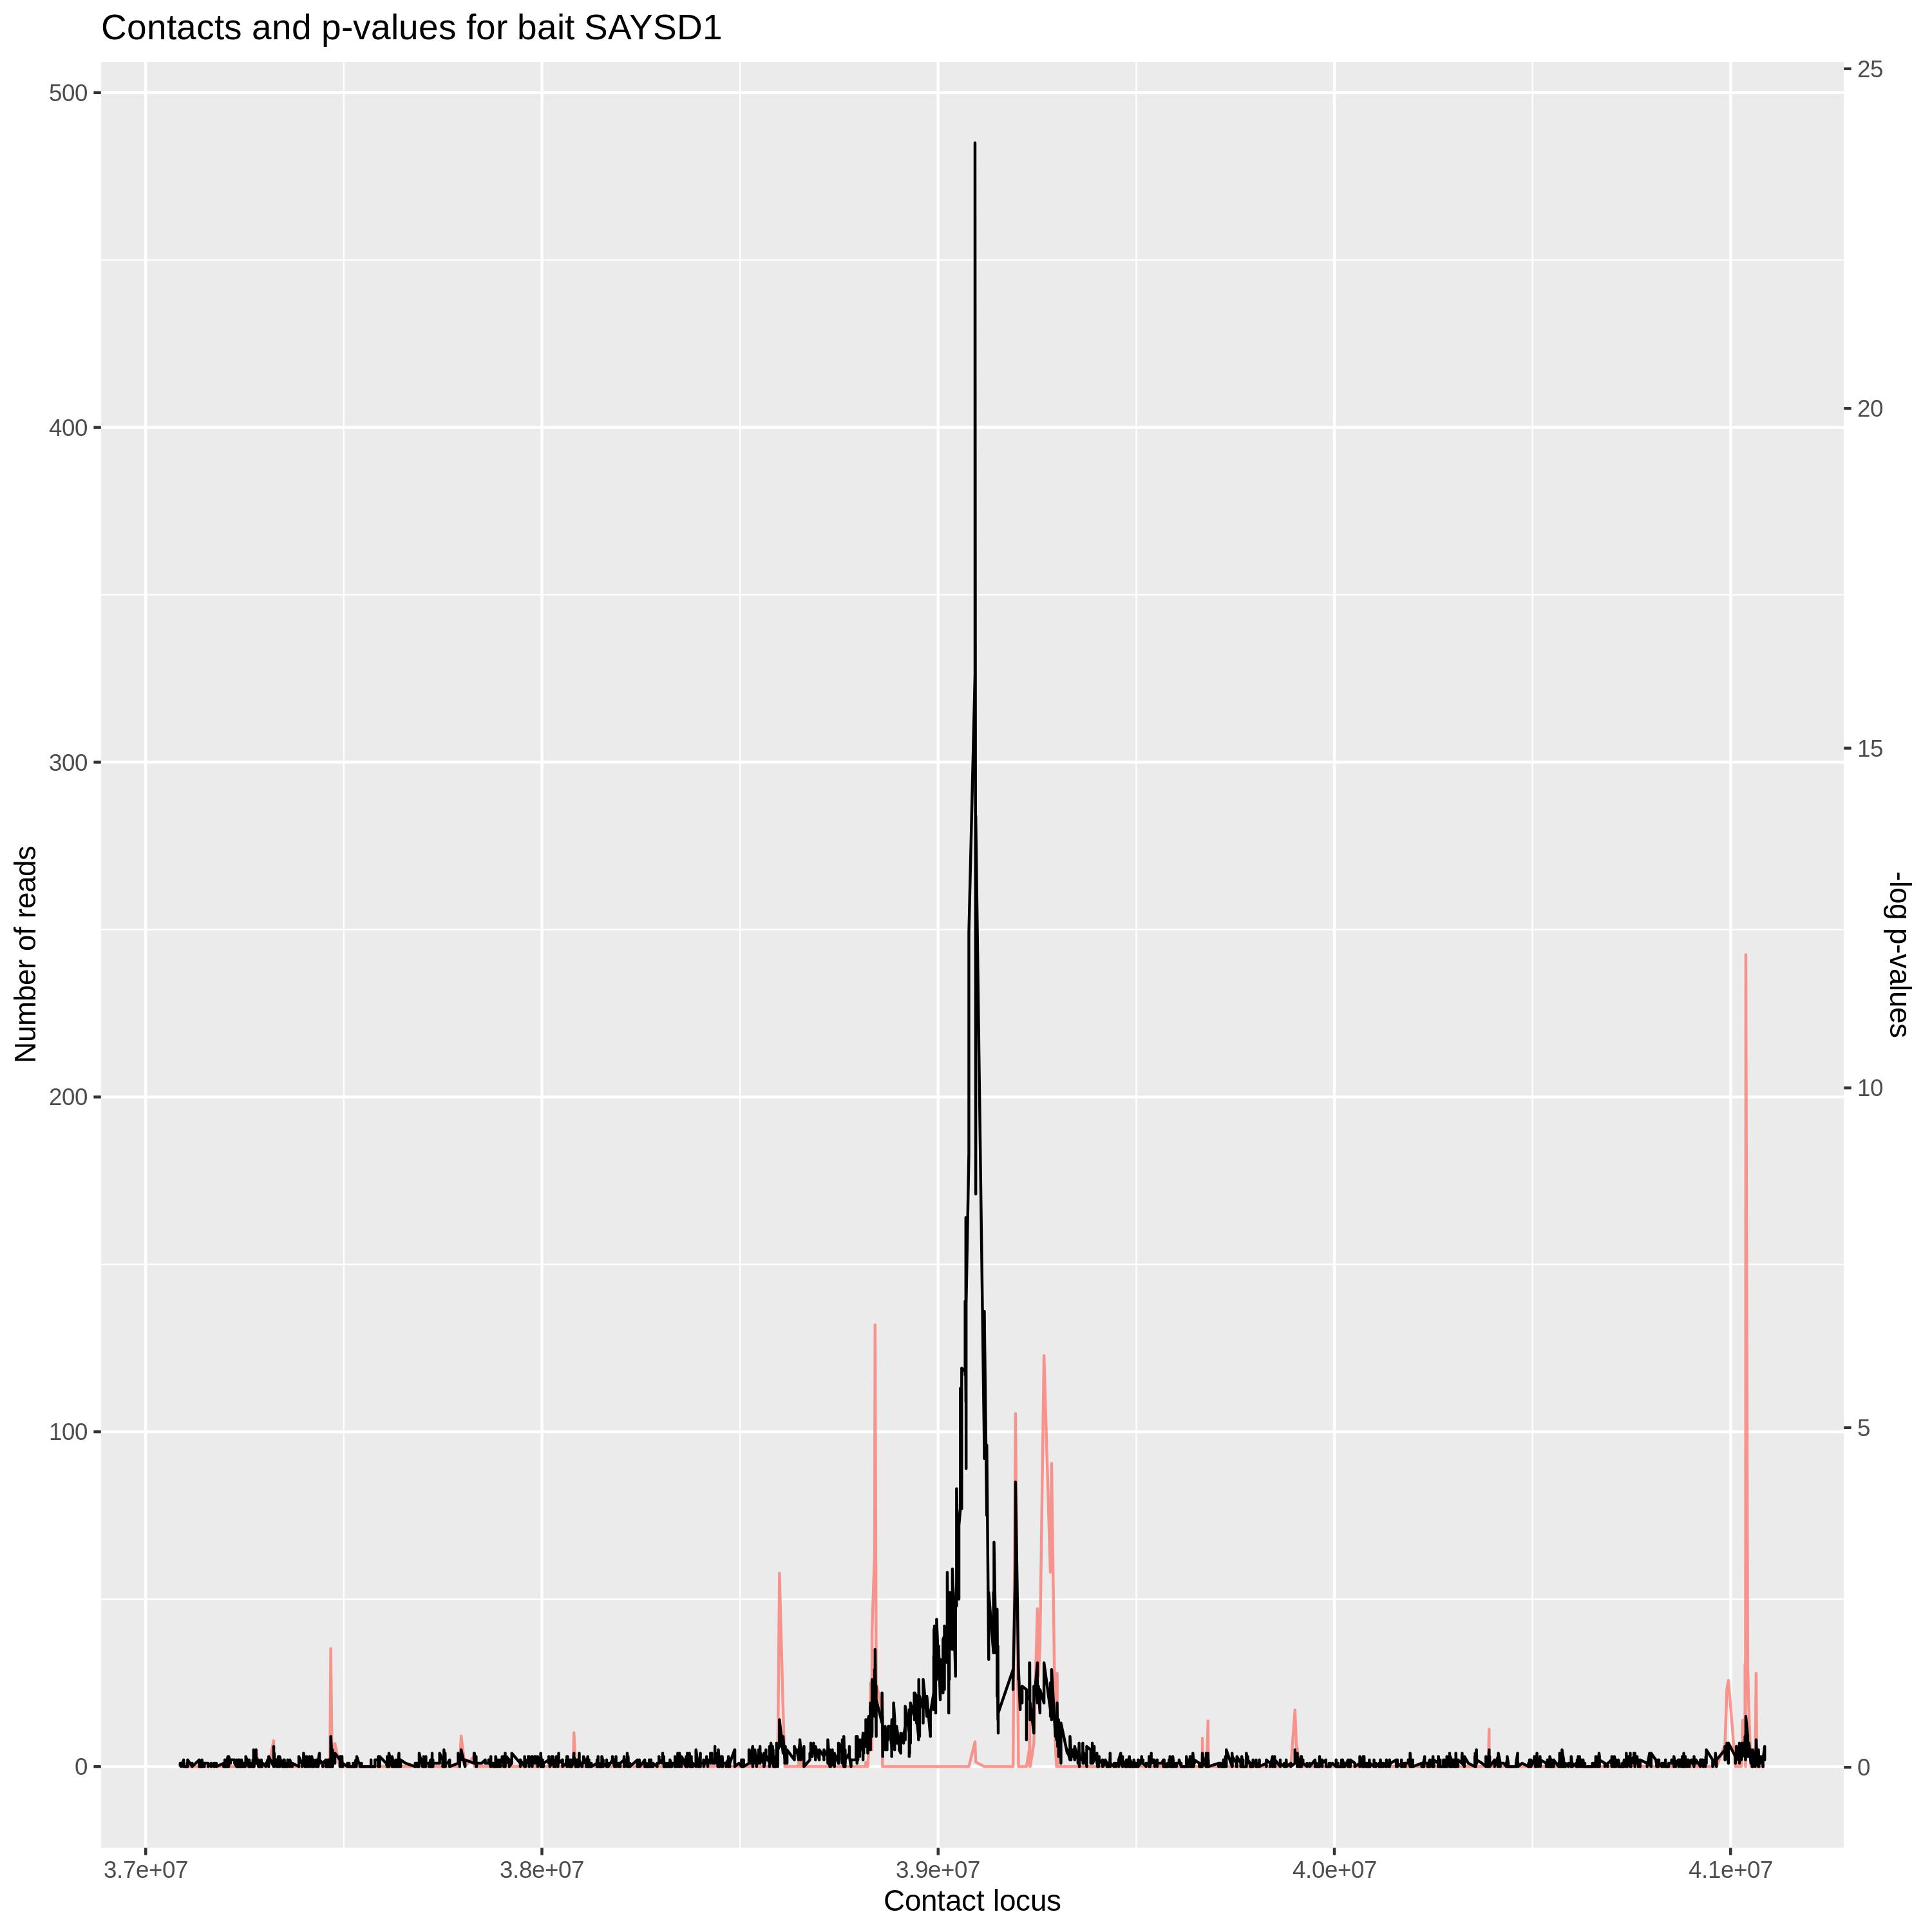 Contacts and p-values for bait SAYSD1
500
400
300
200
100
0
Number of reads
25
20
15
10
5
0
-log p-values
3.7e+07
3.8e+07
3.9e+07
4.0e+07
4.1e+07
Contact locus